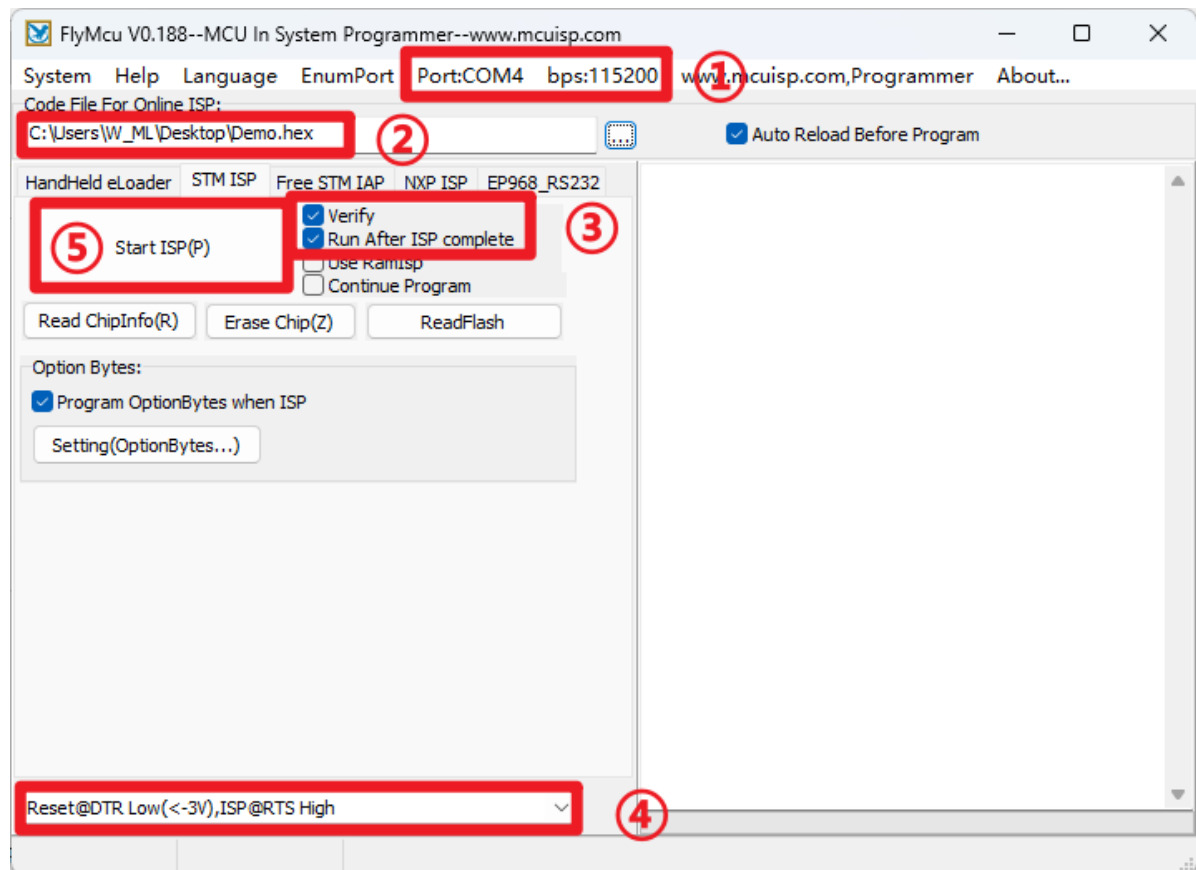 FlyMcu V0.188--MCU In System Programmer--www.mcuisp.com
System Help Language EnumPort Port:COM4 bps:115200 www.mcuisp.com,Programmer About...
①
Code File For Online ISP:
C:\Users\W_ML\Desktop\Demo.hex ② ... Auto Reload Before Program
HandHeld eLoader STM ISP Free STM IAP NXP ISP EP968_RS232
⑤ Start ISP(P)
Verify
Run After ISP complete
③
Use RamIsp
Continue Program
Read ChipInfo(R) Erase Chip(Z) ReadFlash
Option Bytes:
Program OptionBytes when ISP
Setting(OptionBytes...)
Reset@DTR Low(<-3V),ISP@RTS High ④